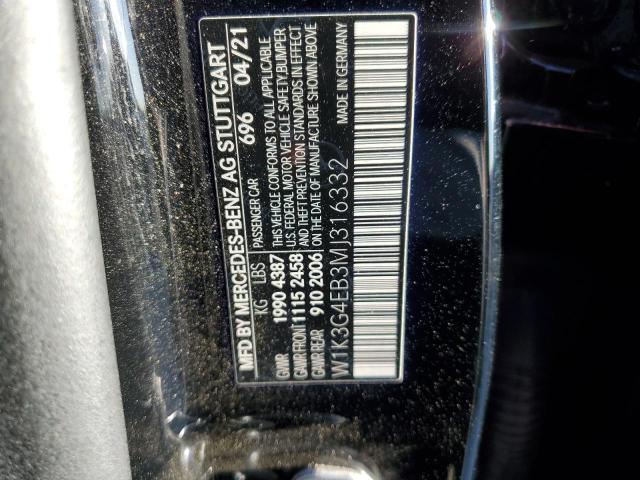 MFD BY MERCEDES-BENZ AG STUTTGART
PASSENGER CAR 696 04/21
KG LBS
GVWR 1990 4387
GAWR FRONT 1115 2458
GAWR REAR 910 2006
THIS VEHICLE CONFORMS TO ALL APPLICABLE
U.S. FEDERAL MOTOR VEHICLE SAFETY,BUMPER
AND THEFT PREVENTION STANDARDS IN EFFECT
ON THE DATE OF MANUFACTURE SHOWN ABOVE
W1K3G4EB3MJ316332
MADE IN GERMANY